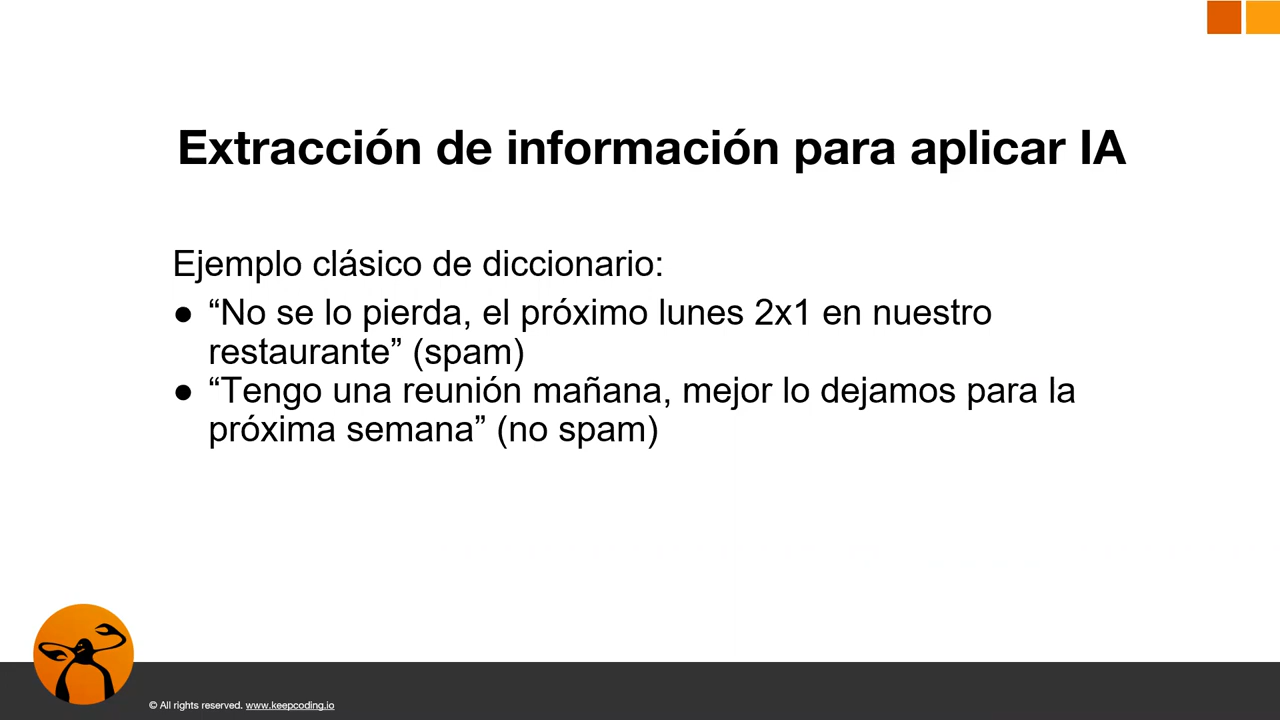 Extracción de información para aplicar IA
Ejemplo clásico de diccionario:
● “No se lo pierda, el próximo lunes 2x1 en nuestro
restaurante” (spam)
● “Tengo una reunión mañana, mejor lo dejamos para la
próxima semana” (no spam)
© All rights reserved. www.keepcoding.io